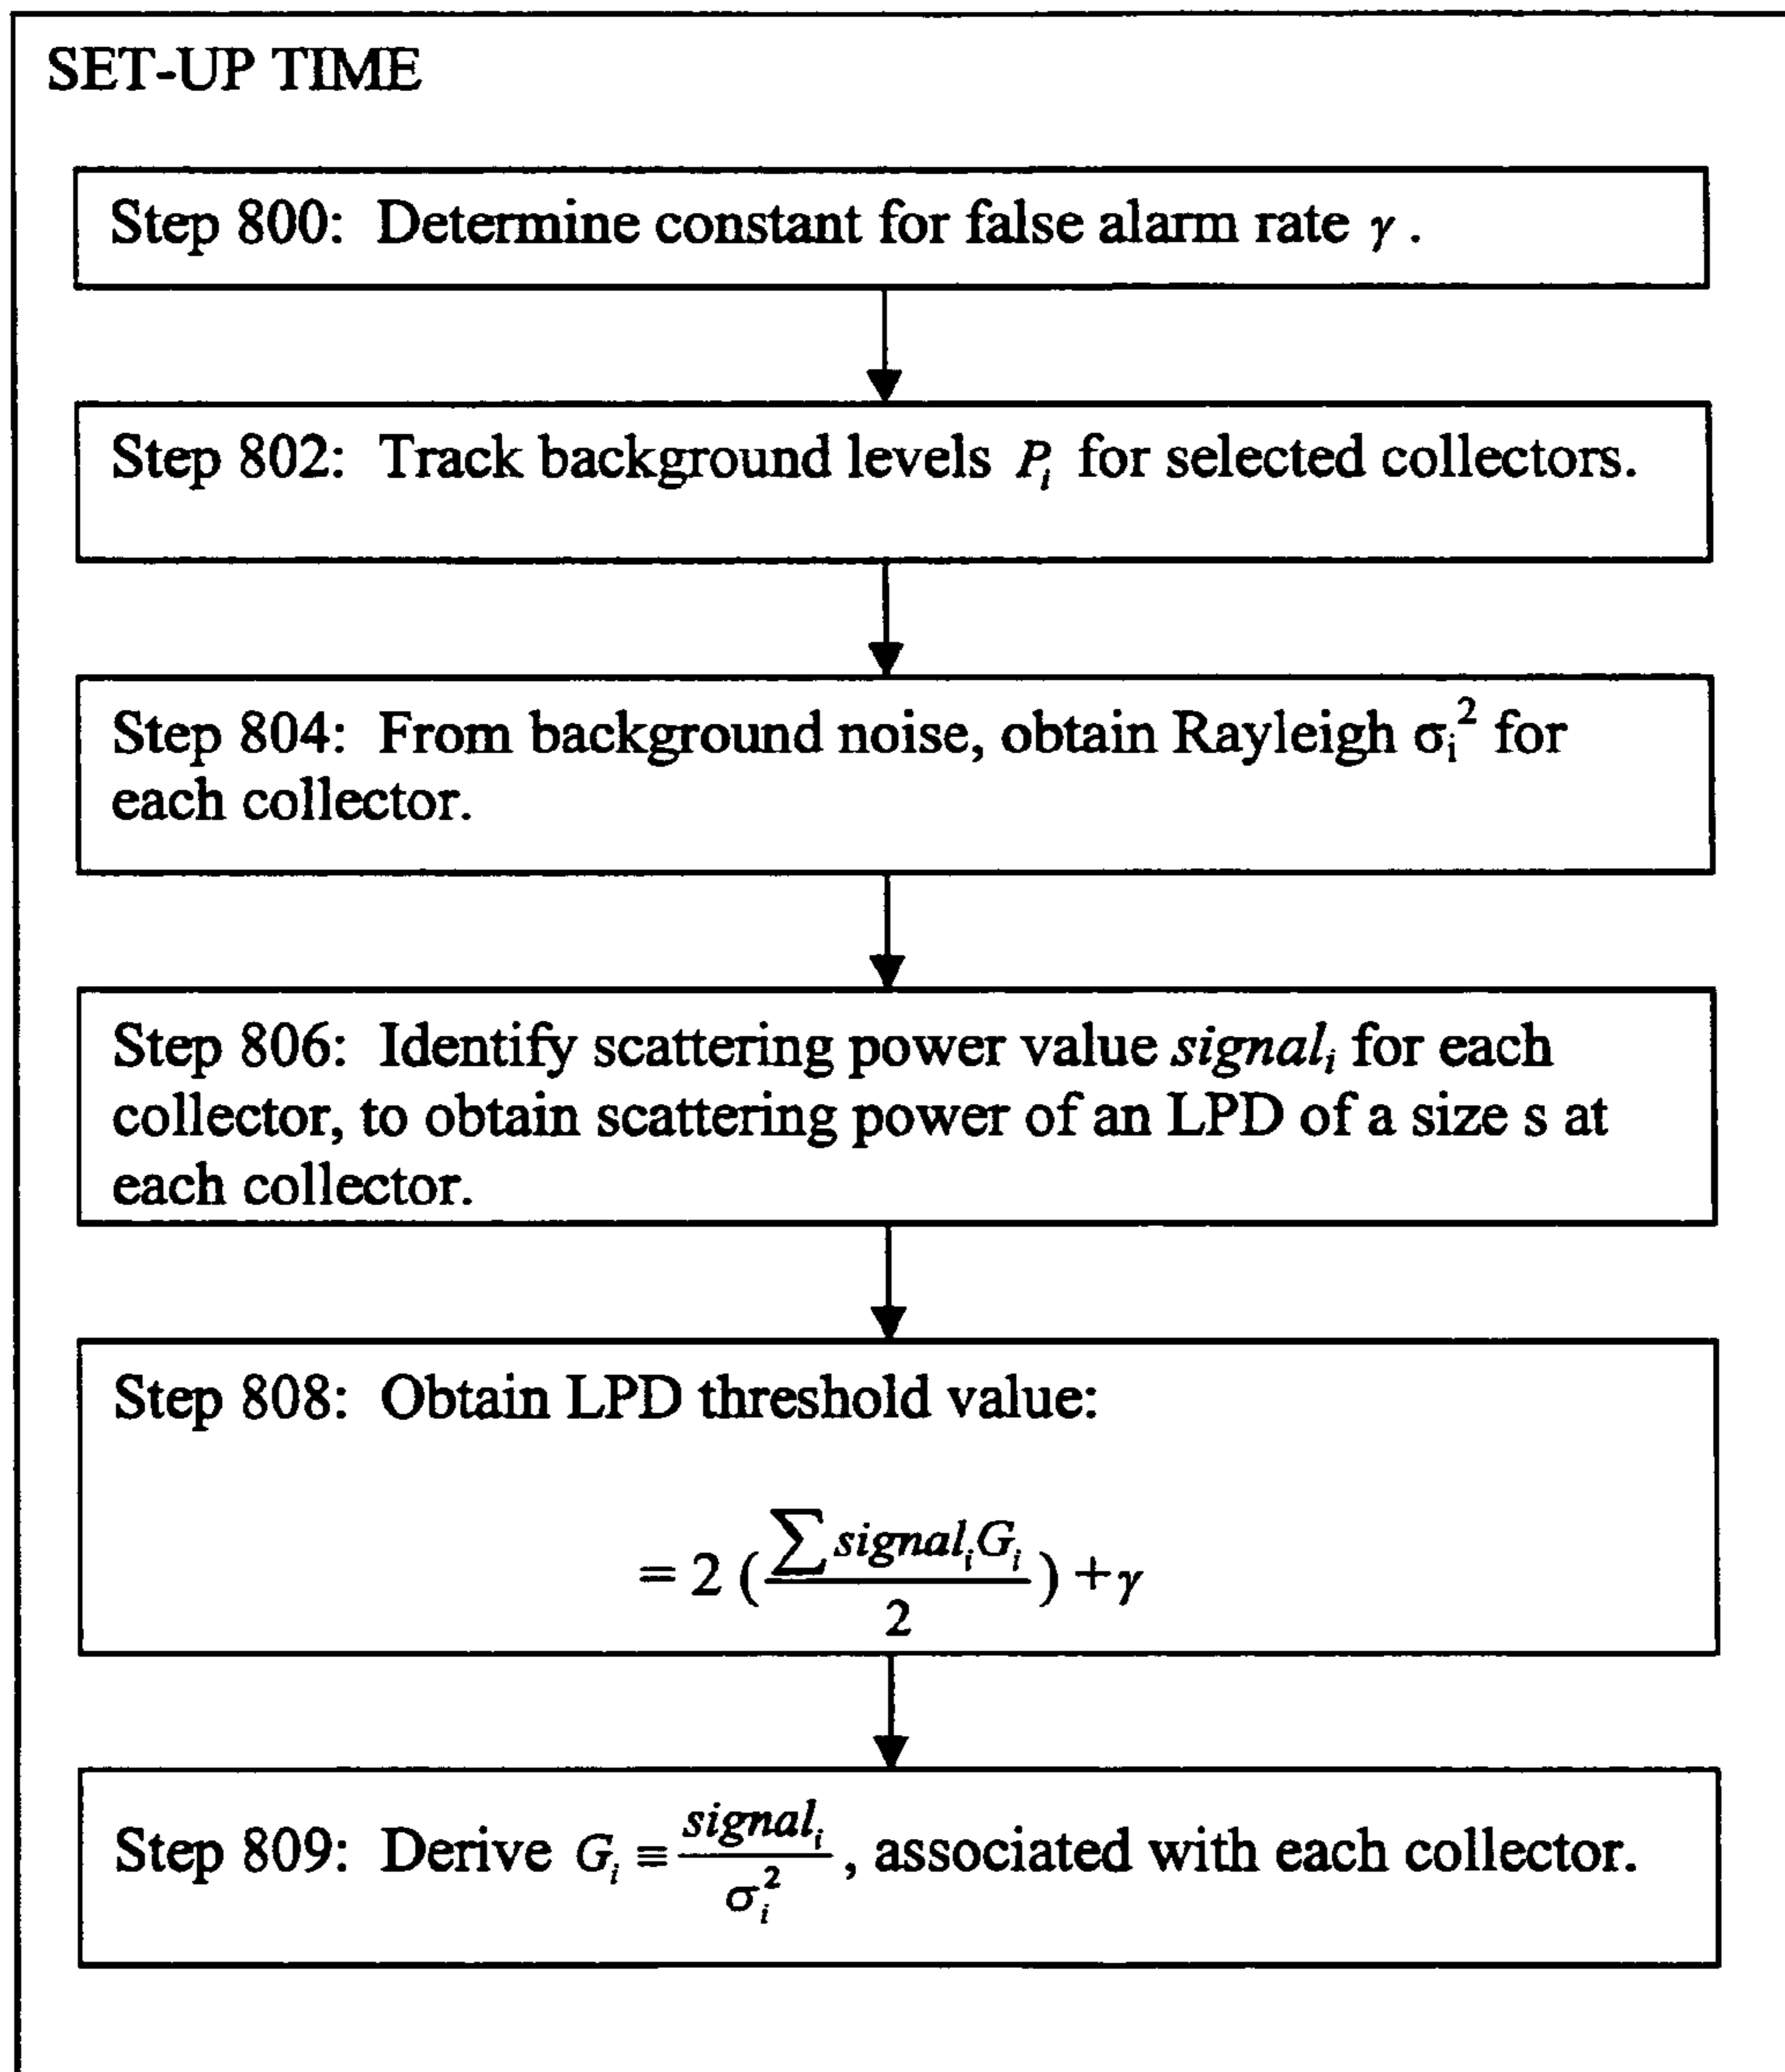 SET-UP TIME
Step 800: Determine constant for false alarm rate γ .
Step 802: Track background levels Pᵢ for selected collectors.
Step 804: From background noise, obtain Rayleigh σᵢ² for
each collector.
Step 806: Identify scattering power value signalᵢ for each
collector, to obtain scattering power of an LPD of a size s at
each collector.
Step 808: Obtain LPD threshold value:
= 2 (∑ signalᵢGᵢ / 2) + γ
Step 809: Derive Gᵢ ≡ signalᵢ / σᵢ² , associated with each collector.